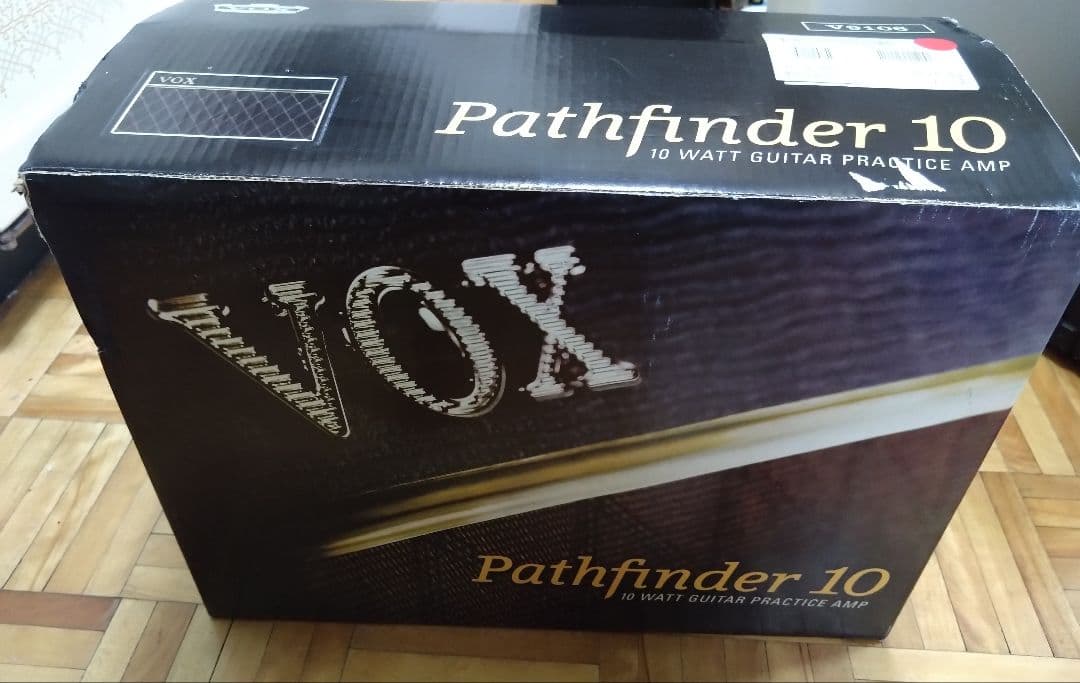 VOX
V9106
VOX
Pathfinder 10
10 WATT GUITAR PRACTICE AMP
VOX
Pathfinder 10
10 WATT GUITAR PRACTICE AMP